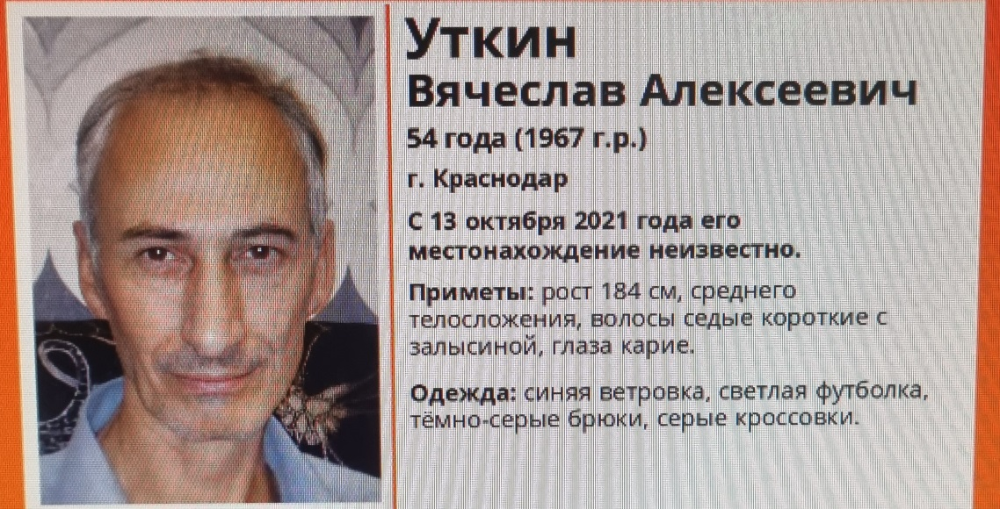 Уткин
Вячеслав Алексеевич
54 года (1967 г.р.)
г. Краснодар
С 13 октября 2021 года его
местонахождение неизвестно.
Приметы: рост 184 см, среднего
телосложения, волосы седые короткие с
залысиной, глаза карие.
Одежда: синяя ветровка, светлая футболка,
тёмно-серые брюки, серые кроссовки.